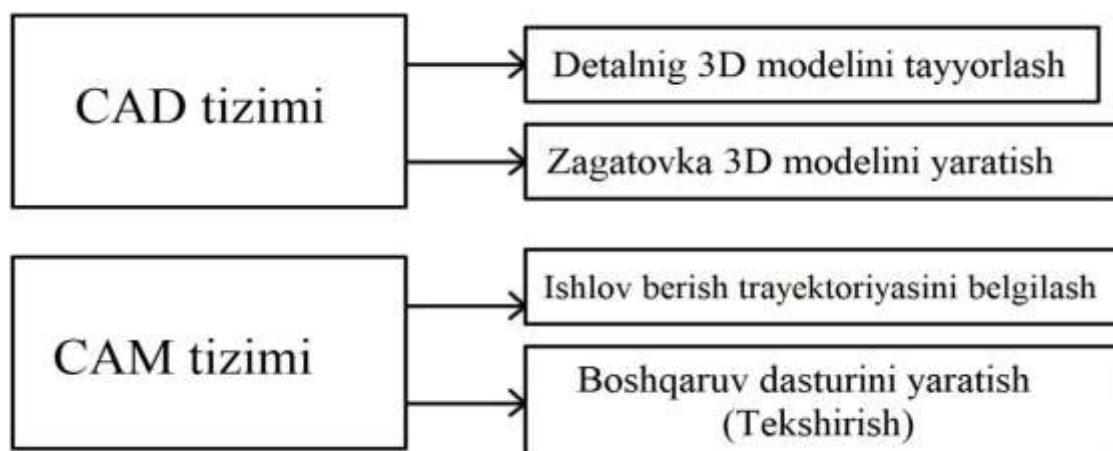 CAD tizimi
Detalnig 3D modelini tayyorlash
Zagatovka 3D modelini yaratish
CAM tizimi
Ishlov berish trayektoriyasini belgilash
Boshqaruv dasturini yaratish
(Tekshirish)